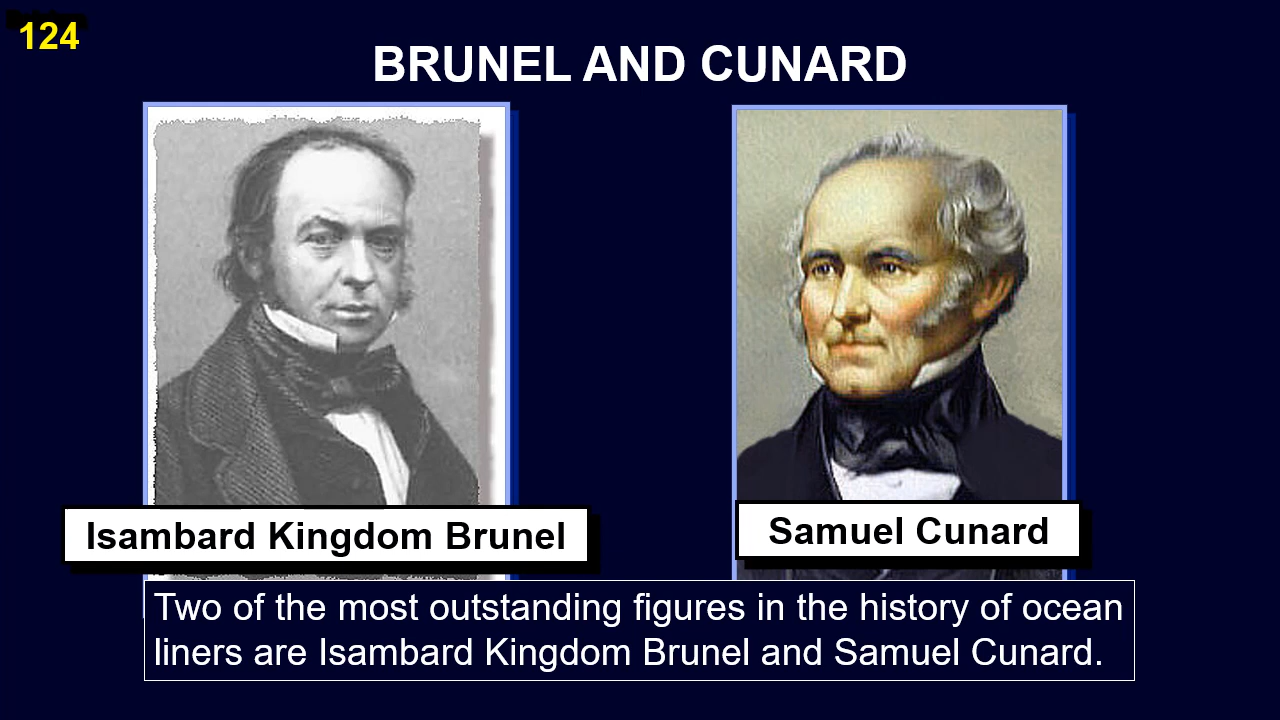 124
BRUNEL AND CUNARD
Isambard Kingdom Brunel
Samuel Cunard
Two of the most outstanding figures in the history of ocean
liners are Isambard Kingdom Brunel and Samuel Cunard.